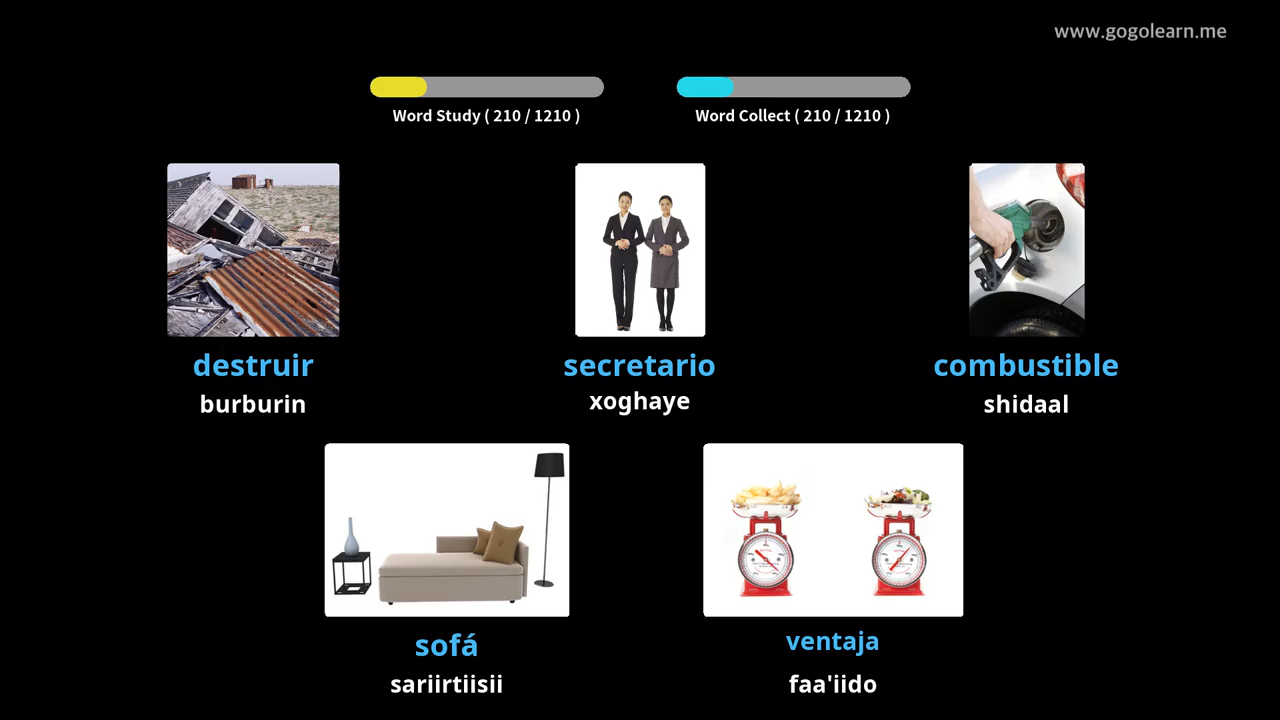 www.gogolearn.me
Word Study ( 210 / 1210 )
Word Collect ( 210 / 1210 )
destruir
burburin
secretario
xoghaye
combustible
shidaal
sofá
sariirtiisii
ventaja
faa'iido